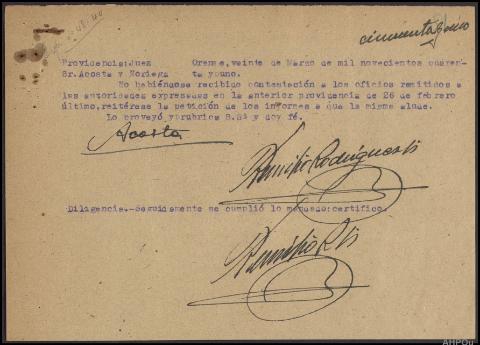 cincuenta y cinco
Providencia: Juez Orense, veinte de Marzo de mil novecientos cuaren-
Sr. Acosta y Noriega ta y uno.
No habiéndose recibido contestación a los oficios remitidos a
las autoridades expresadas en la anterior providencia de 26 de febrero
último, reitérese la petición de los informes a que la misma alude.
Lo proveyó y rubrica S.Sª y doy fé.
Acosta
Diligencia.-Seguidamente se cumplió lo mandado: certifico.
AHPOu